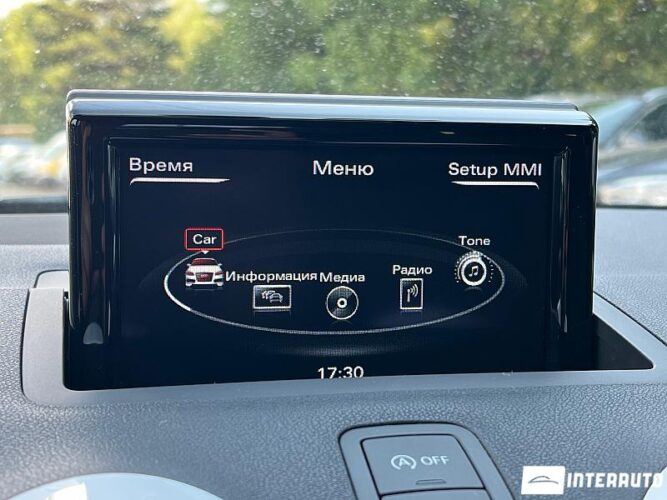 Время Меню Setup MMI
Car
Tone
Информация Медиа Радио
17:30
A OFF
INTERAUTO